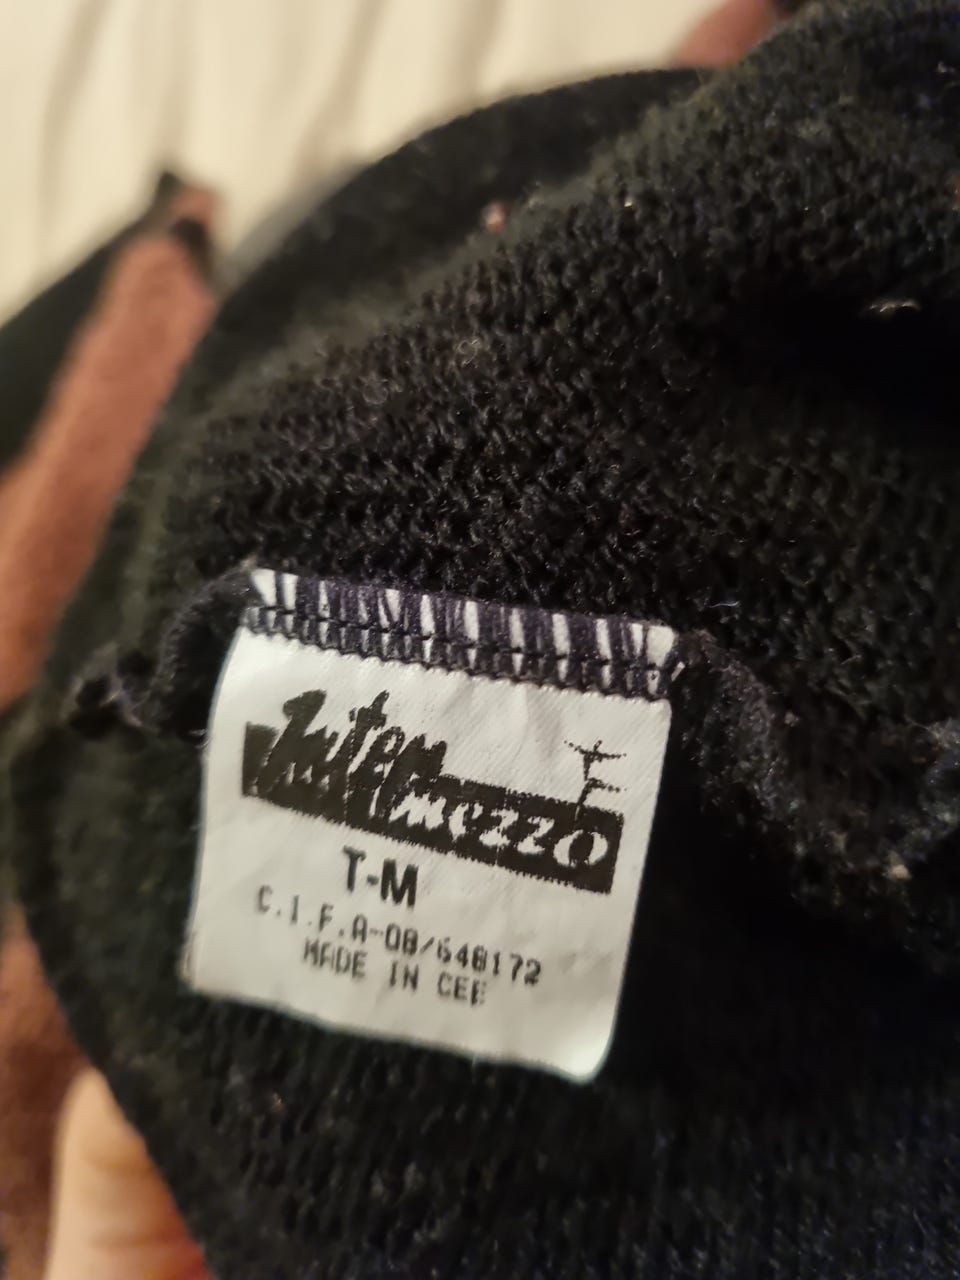 Intermezzo
T-M
C.I.F.A-08/648172
MADE IN CEE